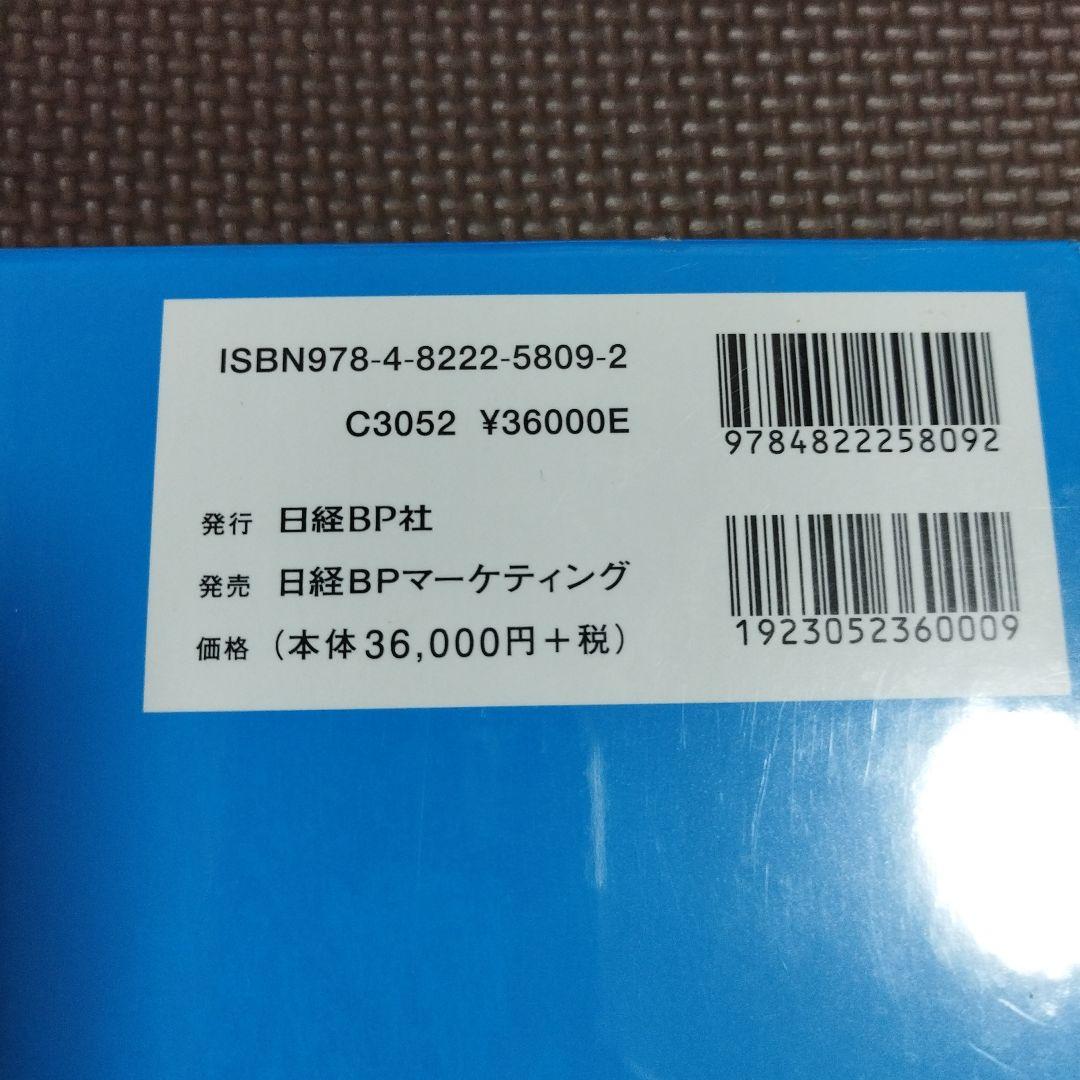 ISBN978-4-8222-5809-2
C3052 ¥36000E
発行 日経BP社
発売 日経BPマーケティング
価格 (本体36,000円+税)
9784822258092
1923052360009